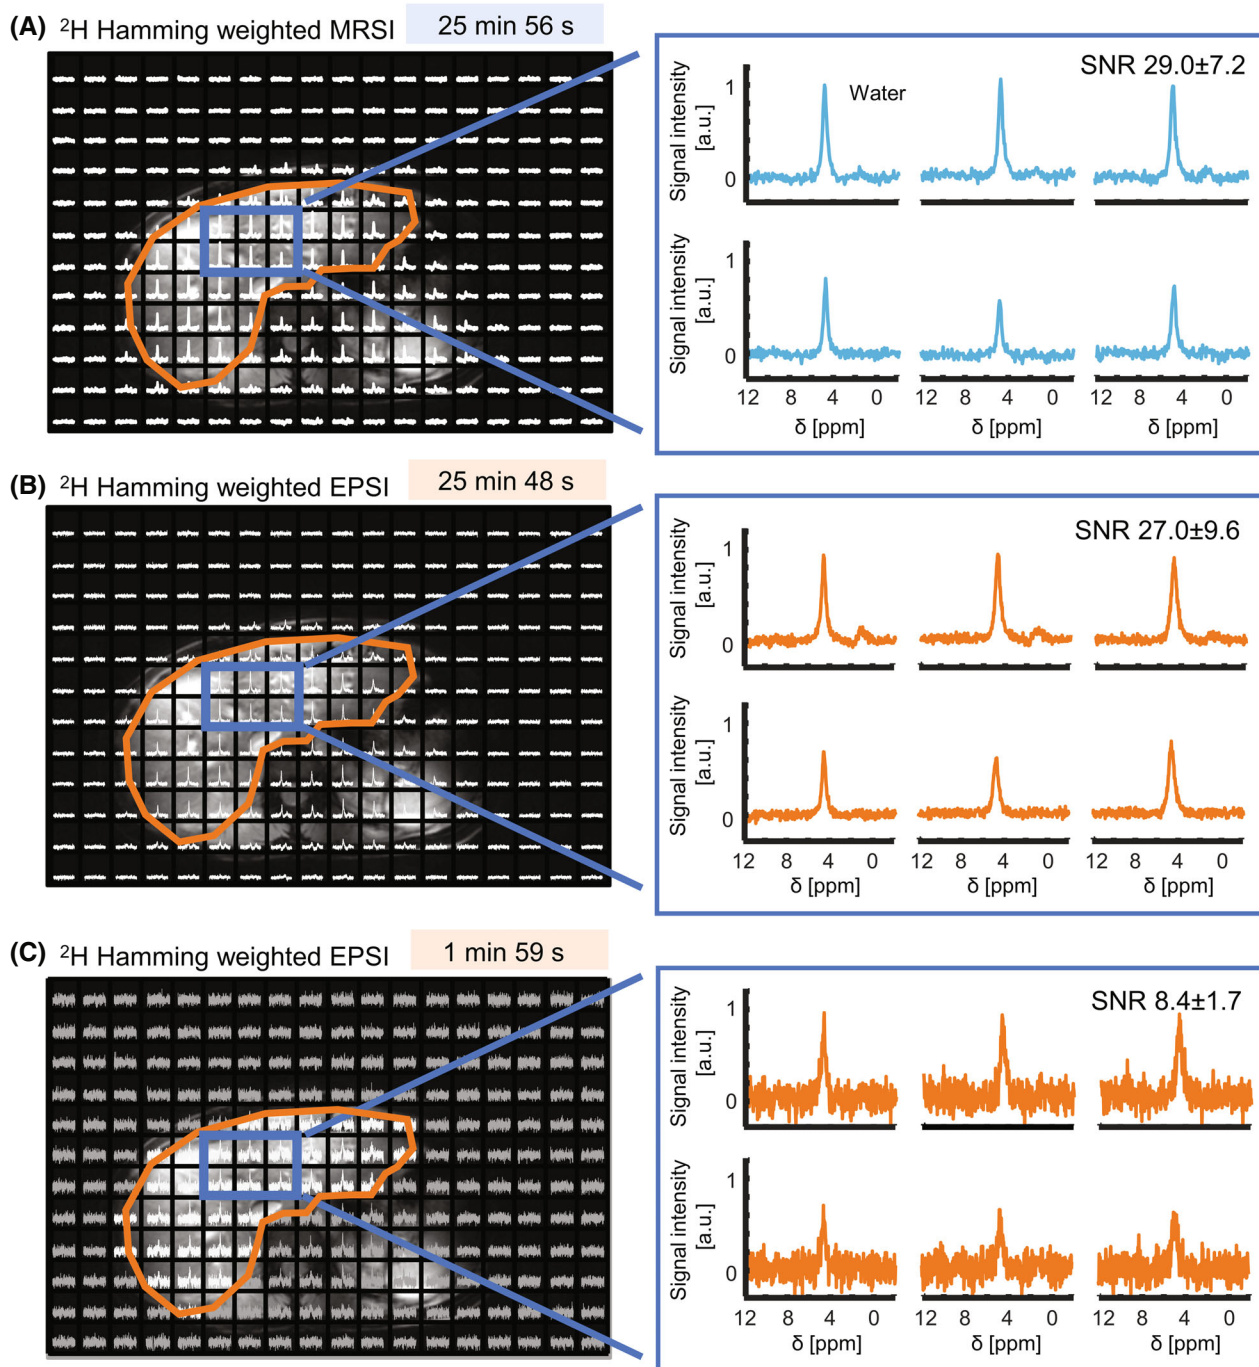 (A) ²H Hamming weighted MRSI 25 min 56 s
SNR 29.0±7.2
Water
Signal intensity [a.u.]
1
0
Signal intensity [a.u.]
1
0
12 8 4 0 12 8 4 0 12 8 4 0
δ [ppm] δ [ppm] δ [ppm]
(B) ²H Hamming weighted EPSI 25 min 48 s
SNR 27.0±9.6
Signal intensity [a.u.]
1
0
Signal intensity [a.u.]
1
0
12 8 4 0 12 8 4 0 12 8 4 0
δ [ppm] δ [ppm] δ [ppm]
(C) ²H Hamming weighted EPSI 1 min 59 s
SNR 8.4±1.7
Signal intensity [a.u.]
1
0
Signal intensity [a.u.]
1
0
12 8 4 0 12 8 4 0 12 8 4 0
δ [ppm] δ [ppm] δ [ppm]